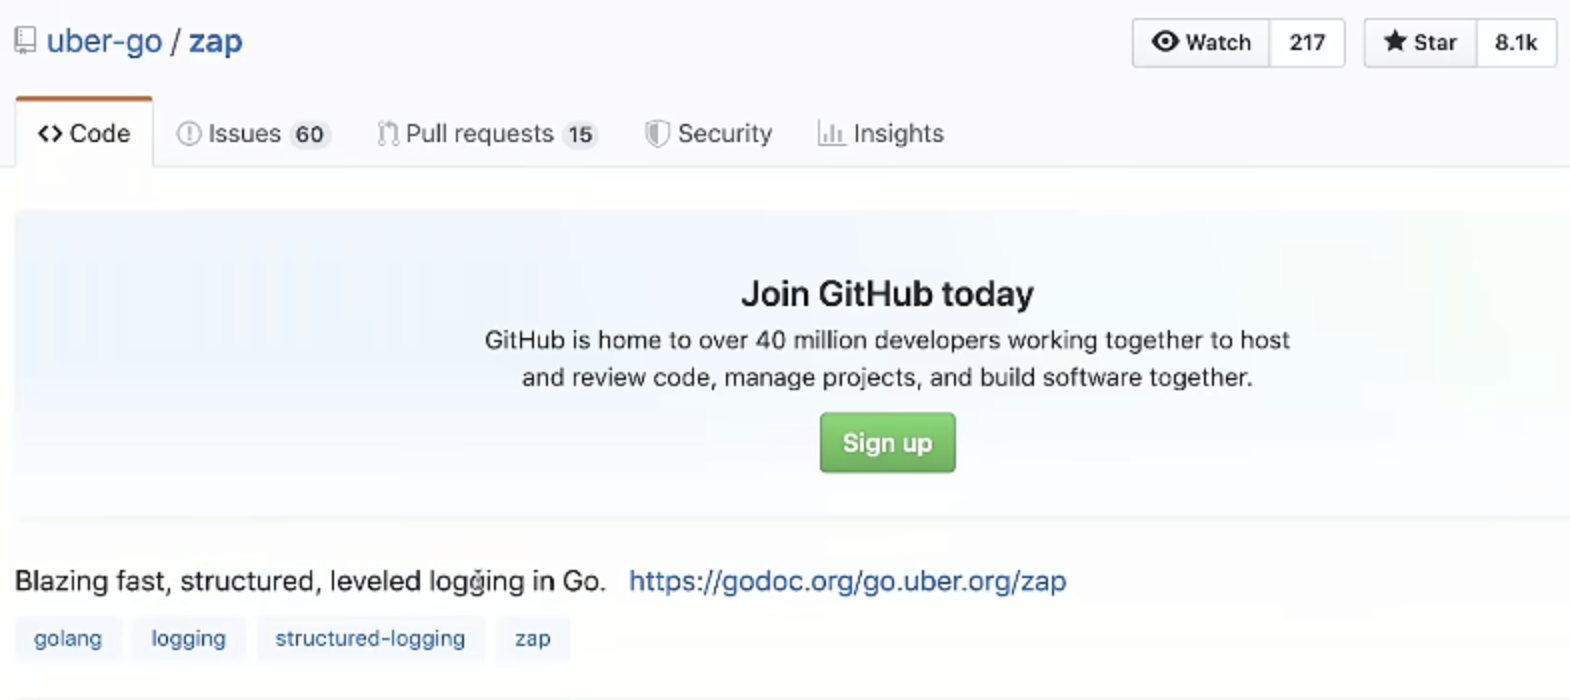 uber-go / zap
Watch 217 Star 8.1k
Code Issues 60 Pull requests 15 Security Insights
Join GitHub today
GitHub is home to over 40 million developers working together to host
and review code, manage projects, and build software together.
Sign up
Blazing fast, structured, leveled logging in Go. https://godoc.org/go.uber.org/zap
golang logging structured-logging zap